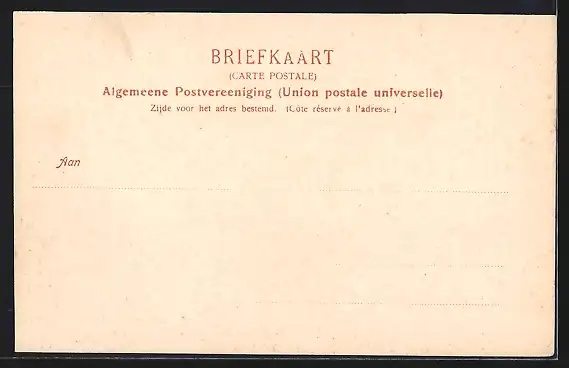 BRIEFKAART
(CARTE POSTALE)
Algemeene Postvereeniging (Union postale universelle)
Zijde voor het adres bestemd. (Côte réservé à l'adresse)
Aan